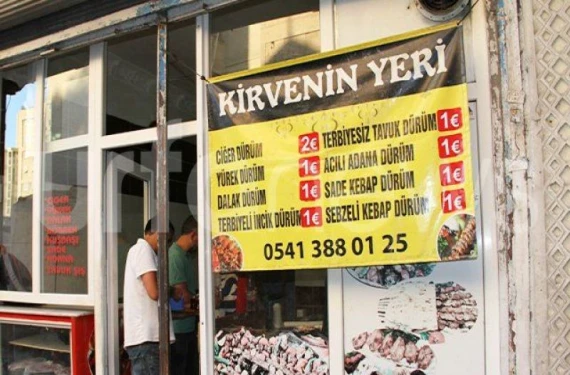 KİRVENİN YERİ
CİĞER DÜRÜM 2€
YÜREK DÜRÜM 1€
DALAK DÜRÜM 1€
TERBİYELİ İNCİK DÜRÜM 1€
TERBİYESİZ TAVUK DÜRÜM 1€
ACILI ADANA DÜRÜM 1€
SADE KEBAP DÜRÜM 1€
SEBZELİ KEBAP DÜRÜM 1€
0541 388 01 25
CİĞER